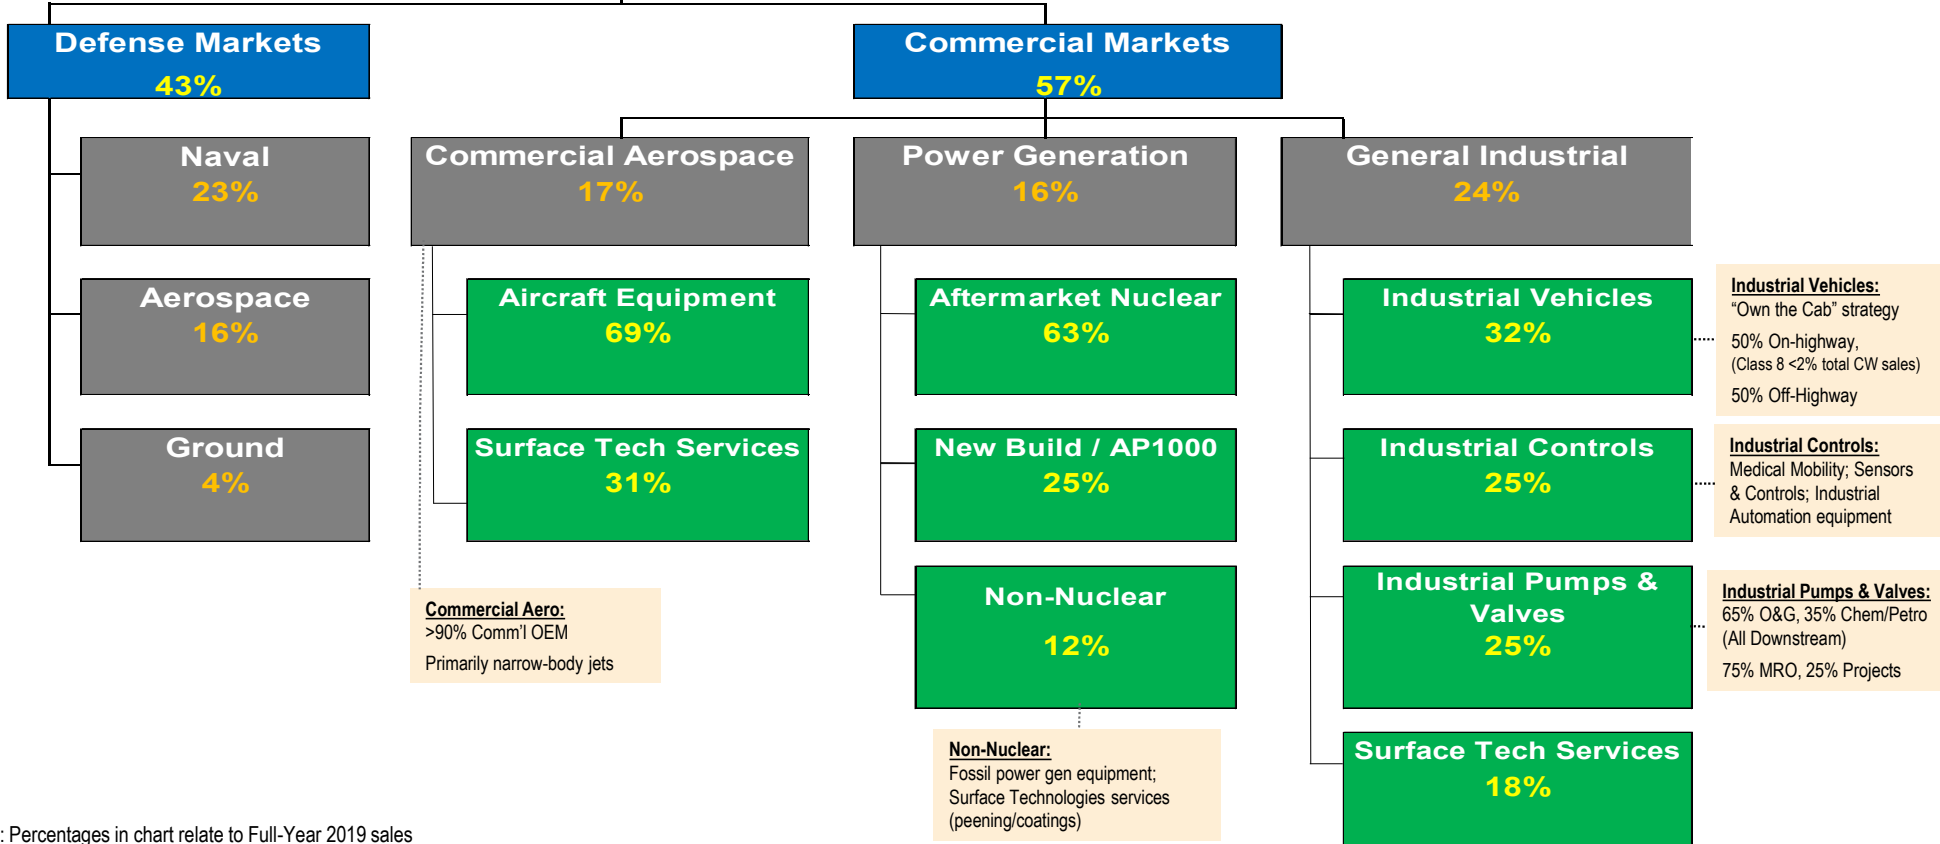 Defense Markets
43%
Commercial Markets
57%
Naval
23%
Commercial Aerospace
17%
Power Generation
16%
General Industrial
24%
Aerospace
16%
Aircraft Equipment
69%
Aftermarket Nuclear
63%
Industrial Vehicles
32%
Industrial Vehicles:
“Own the Cab” strategy
50% On-highway,
(Class 8 <2% total CW sales)
50% Off-Highway
Ground
4%
Surface Tech Services
31%
New Build / AP1000
25%
Industrial Controls
25%
Industrial Controls:
Medical Mobility; Sensors
& Controls; Industrial
Automation equipment
Commercial Aero:
>90% Comm’l OEM
Primarily narrow-body jets
Non-Nuclear
12%
Industrial Pumps &
Valves
25%
Industrial Pumps & Valves:
65% O&G, 35% Chem/Petro
(All Downstream)
75% MRO, 25% Projects
Non-Nuclear:
Fossil power gen equipment;
Surface Technologies services
(peening/coatings)
Surface Tech Services
18%
: Percentages in chart relate to Full-Year 2019 sales